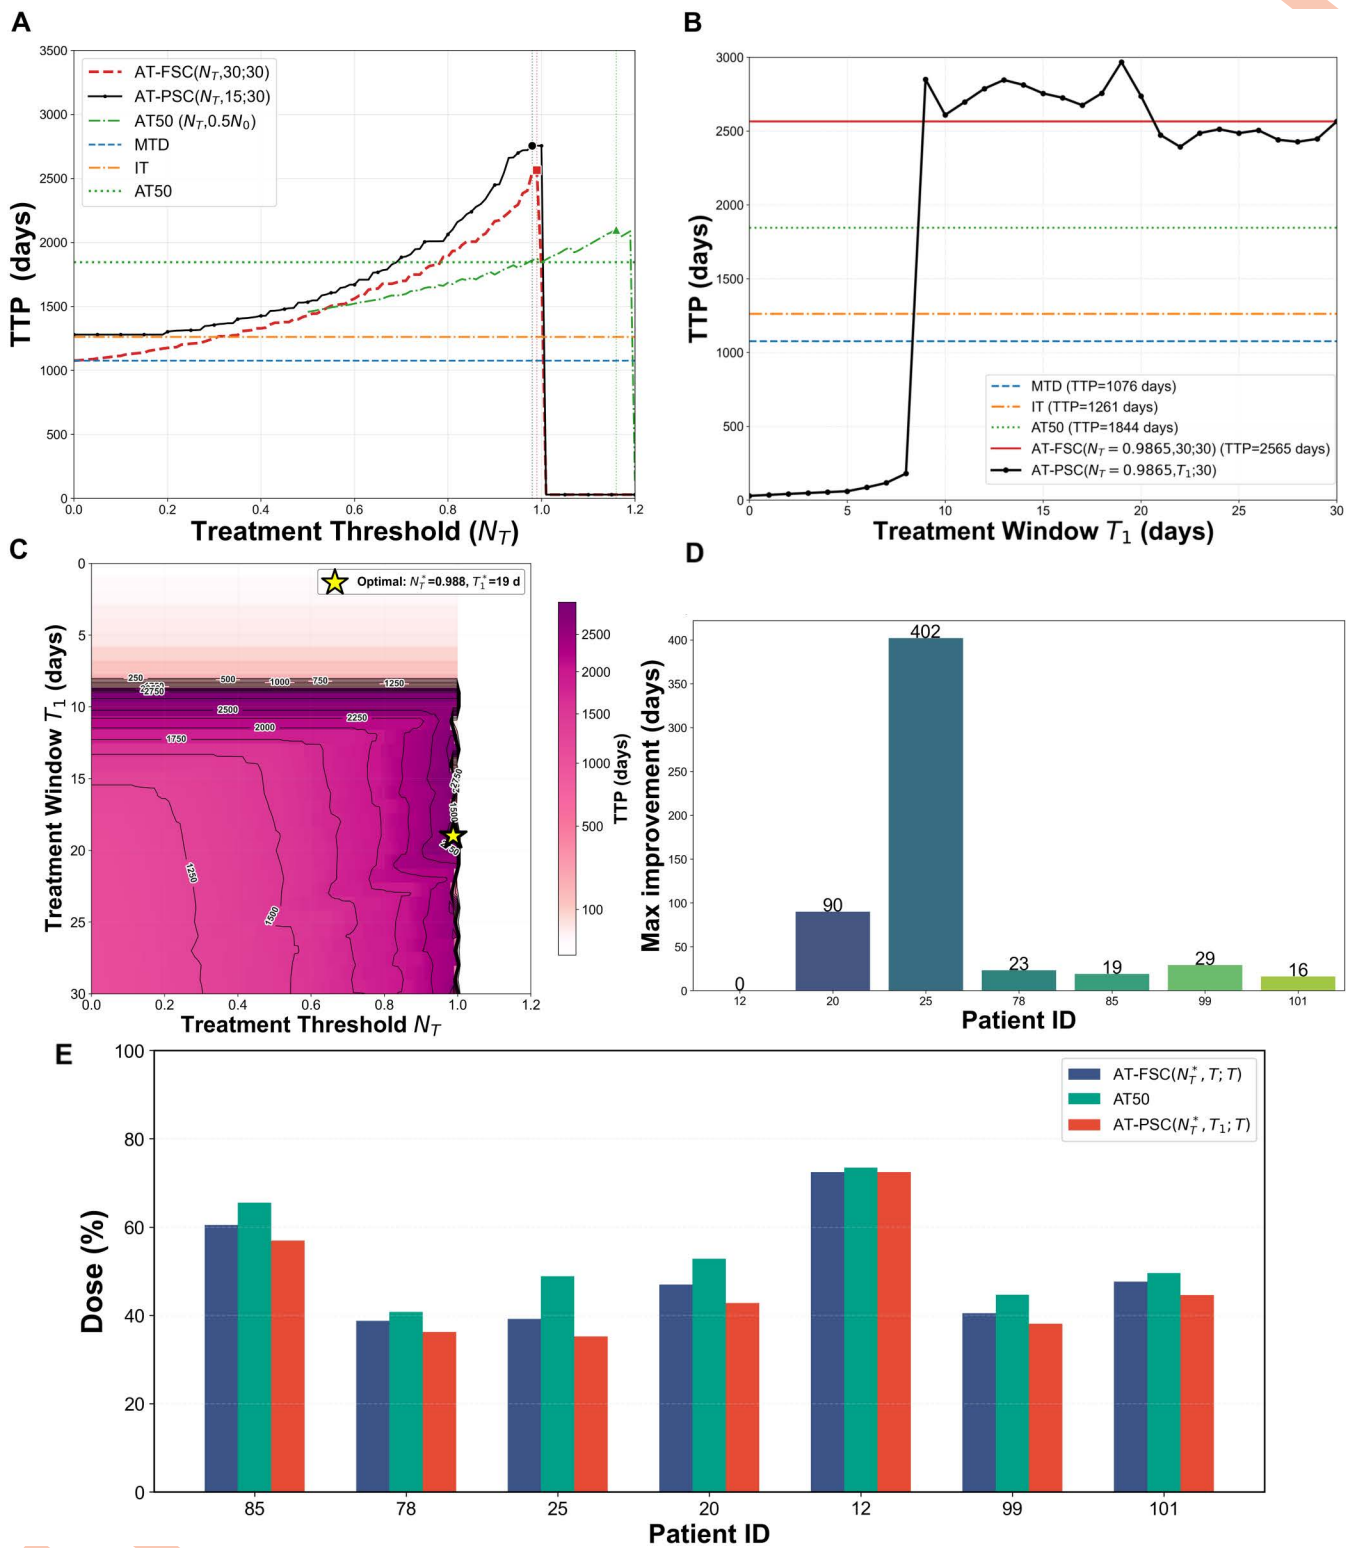 A
3500
3000
2500
2000
1500
1000
500
0
TTP (days)
AT-FSC(N_T,30;30)
AT-PSC(N_T,15;30)
AT50 (N_T,0.5N_0)
MTD
IT
AT50
0.0 0.2 0.4 0.6 0.8 1.0 1.2
Treatment Threshold (N_T)
B
3000
2500
2000
1500
1000
500
0
TTP (days)
MTD (TTP=1076 days)
IT (TTP=1261 days)
AT50 (TTP=1844 days)
AT-FSC(N_T = 0.9865,30;30) (TTP=2565 days)
AT-PSC(N_T = 0.9865,T_1;30)
0 5 10 15 20 25 30
Treatment Window T_1 (days)
C
0
5
10
15
20
25
30
Treatment Window T_1 (days)
Optimal: N_T^*=0.988, T_1^*=19 d
250 500 1000 750 1250
2750
2500
2250
2000
1750
2750
1500
1250
1500
0.0 0.2 0.4 0.6 0.8 1.0 1.2
Treatment Threshold N_T
2500
2000
1500
1000
500
100
TTP (days)
D
400
350
300
250
200
150
100
50
0
Max improvement (days)
0 90 402 23 19 29 16
12 20 25 78 85 99 101
Patient ID
E
100
80
60
40
20
0
Dose (%)
AT-FSC(N_T^*, T; T)
AT50
AT-PSC(N_T^*, T_1; T)
85 78 25 20 12 99 101
Patient ID